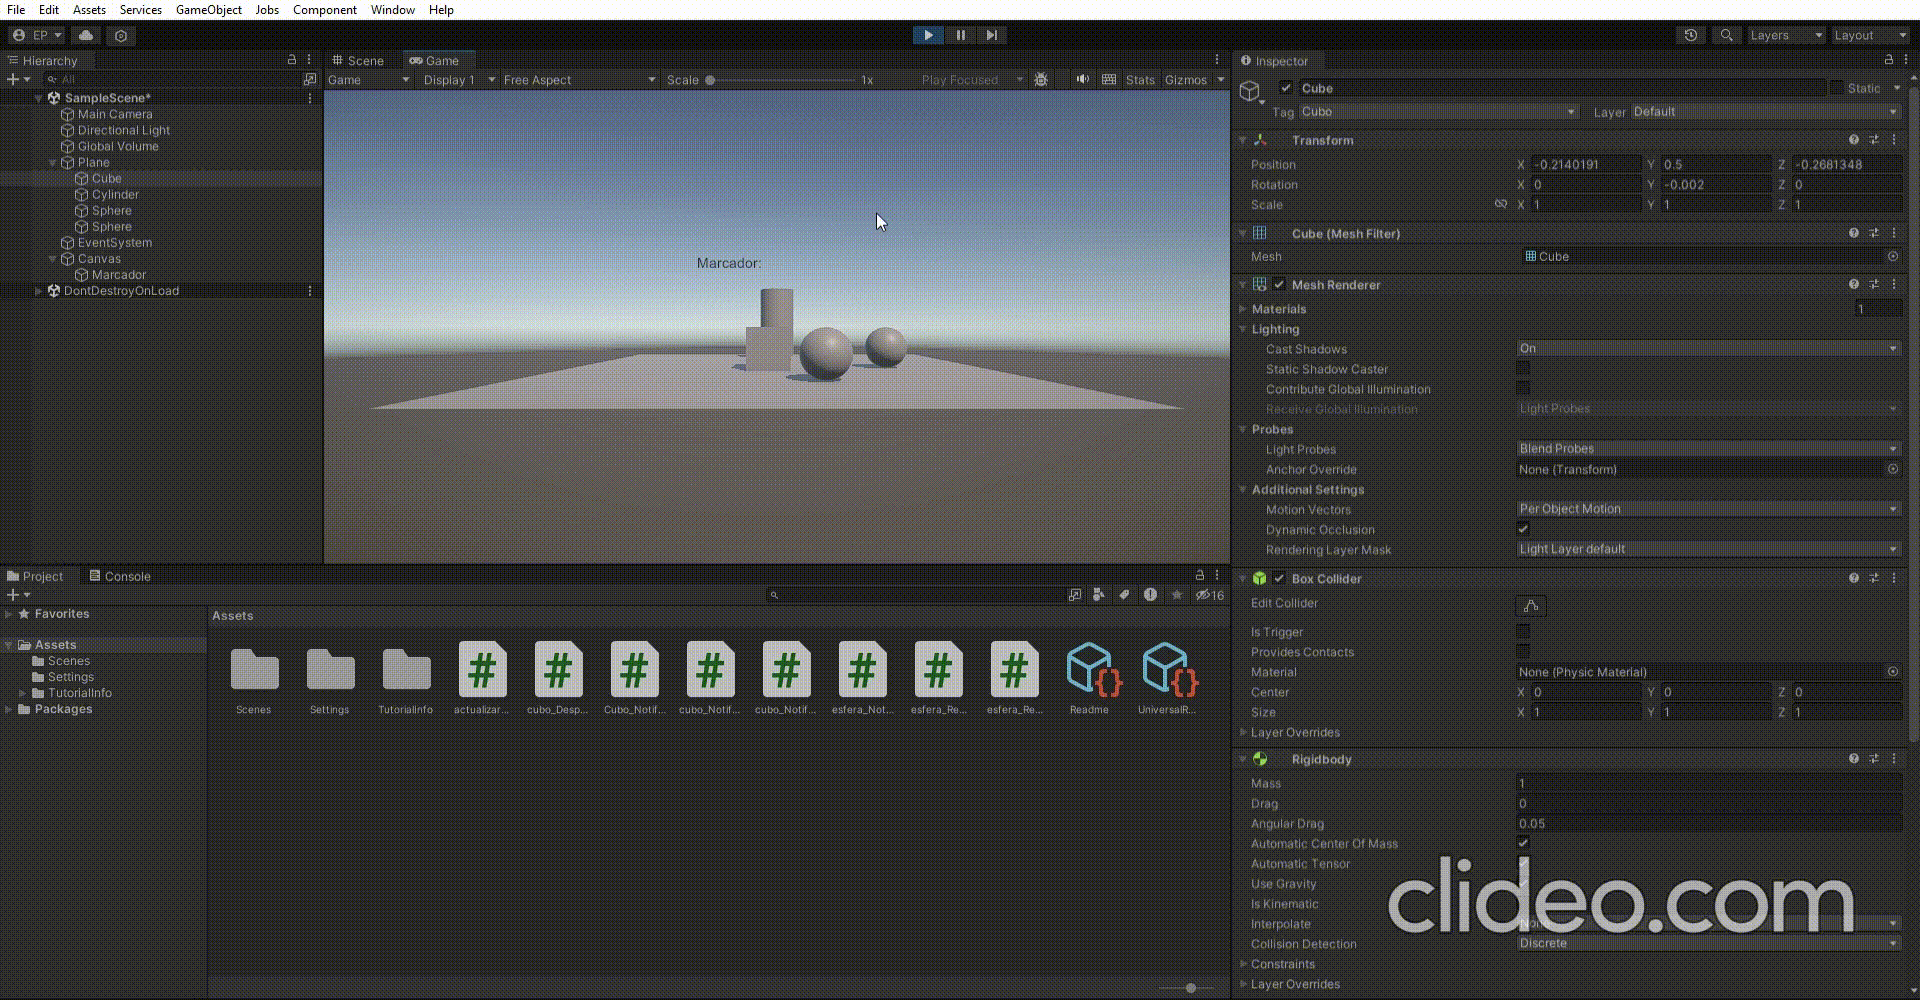 File Edit Assets Services GameObject Jobs Component Window Help
EP
Layers Layout
Hierarchy
All
SampleScene*
Main Camera
Directional Light
Global Volume
Plane
Cube
Cylinder
Sphere
Sphere
EventSystem
Canvas
Marcador
DontDestroyOnLoad
Scene Game
Game Display 1 Free Aspect Scale 1x Play Focused Stats Gizmos
Marcador:
Inspector
Cube Static
Tag Cubo Layer Default
Transform
Position X -0.2140191 Y 0.5 Z -0.2681348
Rotation X 0 Y -0.002 Z 0
Scale X 1 Y 1 Z 1
Cube (Mesh Filter)
Mesh Cube
Mesh Renderer
Materials 1
Lighting
Cast Shadows On
Static Shadow Caster
Contribute Global Illumination
Receive Global Illumination Light Probes
Probes
Light Probes Blend Probes
Anchor Override None (Transform)
Additional Settings
Motion Vectors Per Object Motion
Dynamic Occlusion
Rendering Layer Mask Light Layer default
Box Collider
Edit Collider
Is Trigger
Provides Contacts
Material None (Physic Material)
Center X 0 Y 0 Z 0
Size X 1 Y 1 Z 1
Layer Overrides
Rigidbody
Mass 1
Drag 0
Angular Drag 0.05
Automatic Center Of Mass
Automatic Tensor
Use Gravity
Is Kinematic
Interpolate None
Collision Detection Discrete
Constraints
Layer Overrides
clideo.com
Project Console
16
Favorites
Assets
Scenes
Settings
TutorialInfo
Packages
Assets
Scenes Settings TutorialInfo actualizar... cubo_Desp... Cubo_Notif... cubo_Notif... cubo_Notif... esfera_Not... esfera_Re... esfera_Re... Readme UniversalR...